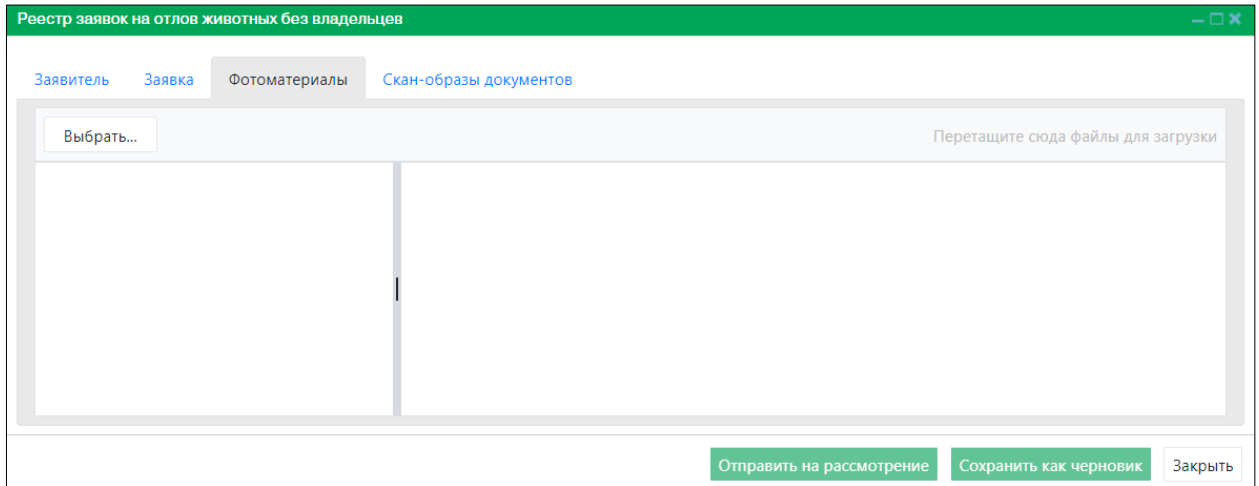 Реестр заявок на отлов животных без владельцев
Заявитель Заявка Фотоматериалы Скан-образы документов
Выбрать... Перетащите сюда файлы для загрузки
Отправить на рассмотрение Сохранить как черновик Закрыть